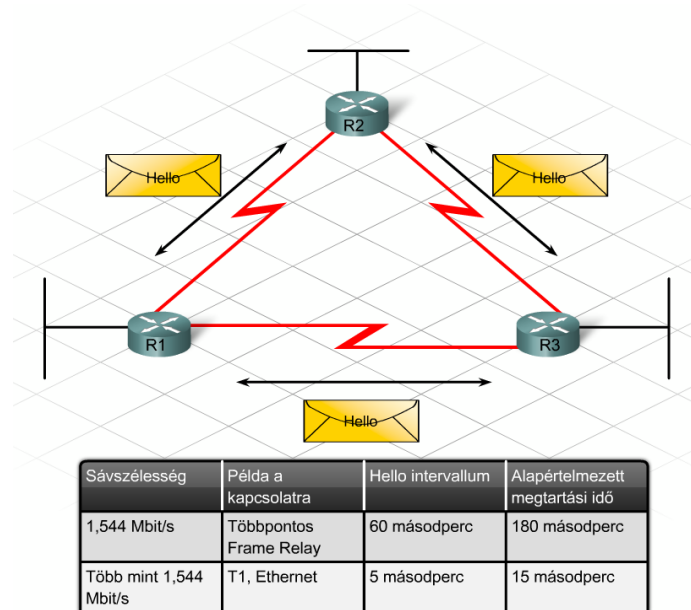 R2
Hello
Hello
R1
R3
Hello
Sávszélesség
Példa a
kapcsolatra
Hello intervallum
Alapértelmezett
megtartási idő
1,544 Mbit/s
Többpontos
Frame Relay
60 másodperc
180 másodperc
Több mint 1,544
Mbit/s
T1, Ethernet
5 másodperc
15 másodperc